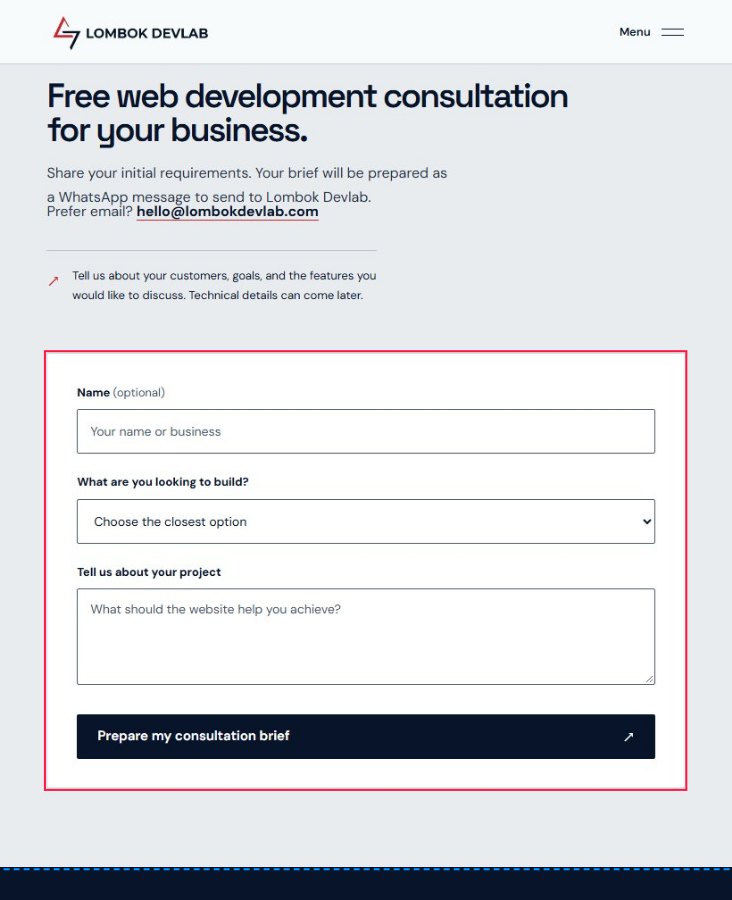 LOMBOK DEVLAB
Menu
Free web development consultation
for your business.
Share your initial requirements. Your brief will be prepared as
a WhatsApp message to send to Lombok Devlab.
Prefer email? hello@lombokdevlab.com
Tell us about your customers, goals, and the features you
would like to discuss. Technical details can come later.
Name (optional)
Your name or business
What are you looking to build?
Choose the closest option
Tell us about your project
What should the website help you achieve?
Prepare my consultation brief